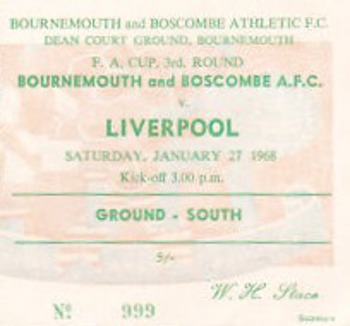 BOURNEMOUTH and BOSCOMBE ATHLETIC F.C.
DEAN COURT GROUND, BOURNEMOUTH
F. A. CUP, 3rd. ROUND
BOURNEMOUTH and BOSCOMBE A.F.C.
v.
LIVERPOOL
SATURDAY, JANUARY 27 1968
Kick-off 3.00 p.m.
GROUND - SOUTH
5/-
W. H. Stace
Secretary
Nº 999